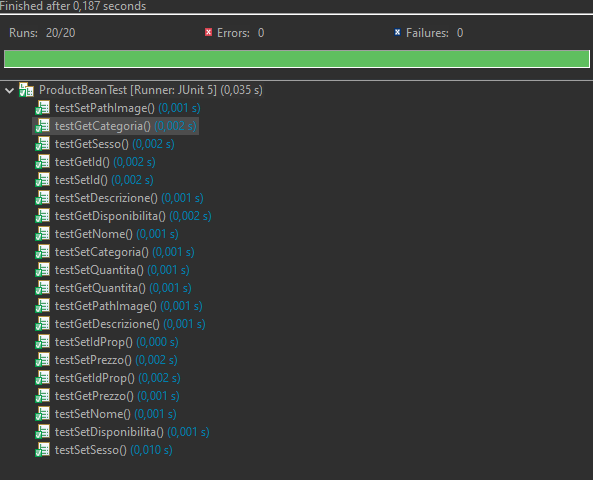 Finished after 0,187 seconds
Runs: 20/20 Errors: 0 Failures: 0
ProductBeanTest [Runner: JUnit 5] (0,035 s)
testSetPathImage() (0,001 s)
testGetCategoria() (0,002 s)
testGetSesso() (0,002 s)
testGetId() (0,002 s)
testSetId() (0,002 s)
testSetDescrizione() (0,001 s)
testGetDisponibilita() (0,002 s)
testGetNome() (0,001 s)
testSetCategoria() (0,001 s)
testSetQuantita() (0,001 s)
testGetQuantita() (0,001 s)
testGetPathImage() (0,001 s)
testGetDescrizione() (0,001 s)
testSetIdProp() (0,000 s)
testSetPrezzo() (0,002 s)
testGetIdProp() (0,002 s)
testGetPrezzo() (0,001 s)
testSetNome() (0,001 s)
testSetDisponibilita() (0,001 s)
testSetSesso() (0,010 s)